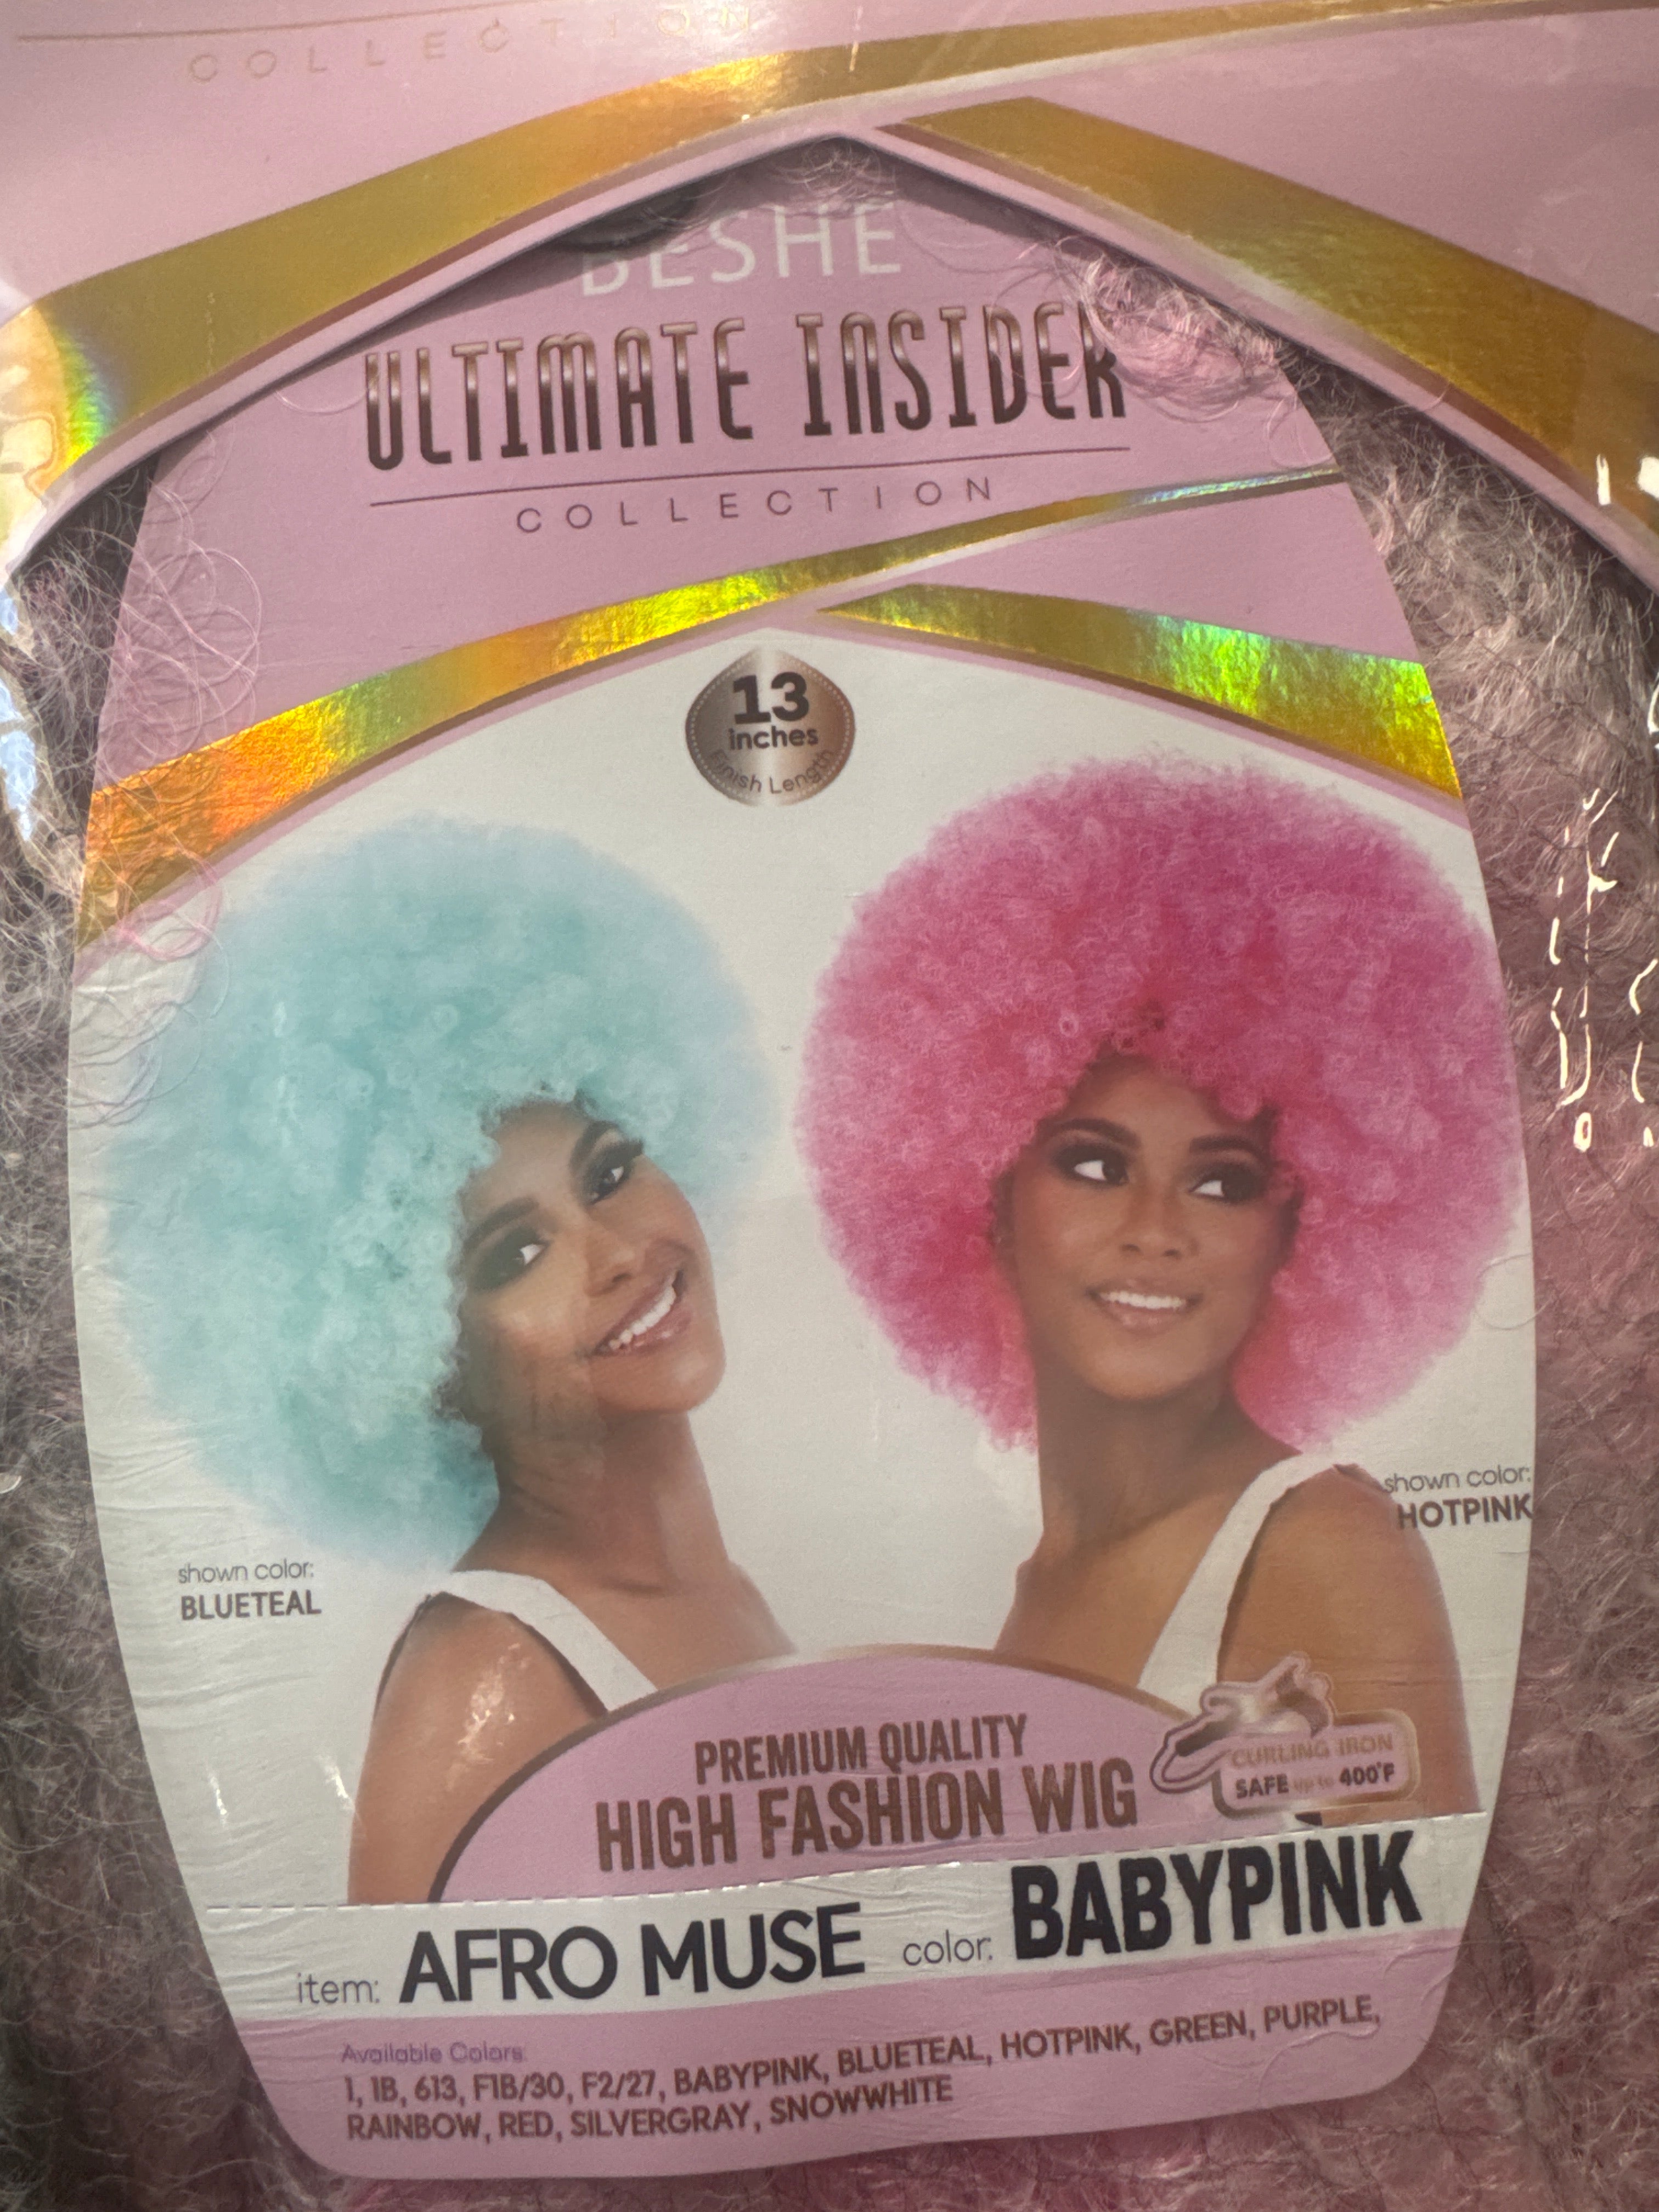 COLLECTION
BESHE
ULTIMATE INSIDER
COLLECTION
13
inches
Finish Length
shown color:
HOTPINK
shown color:
BLUETEAL
PREMIUM QUALITY
HIGH FASHION WIG
CURLING IRON
SAFE up to 400°F
item: AFRO MUSE color: BABYPINK
Available Colors:
1, 1B, 613, F1B/30, F2/27, BABYPINK, BLUETEAL, HOTPINK, GREEN, PURPLE,
RAINBOW, RED, SILVERGRAY, SNOWWHITE